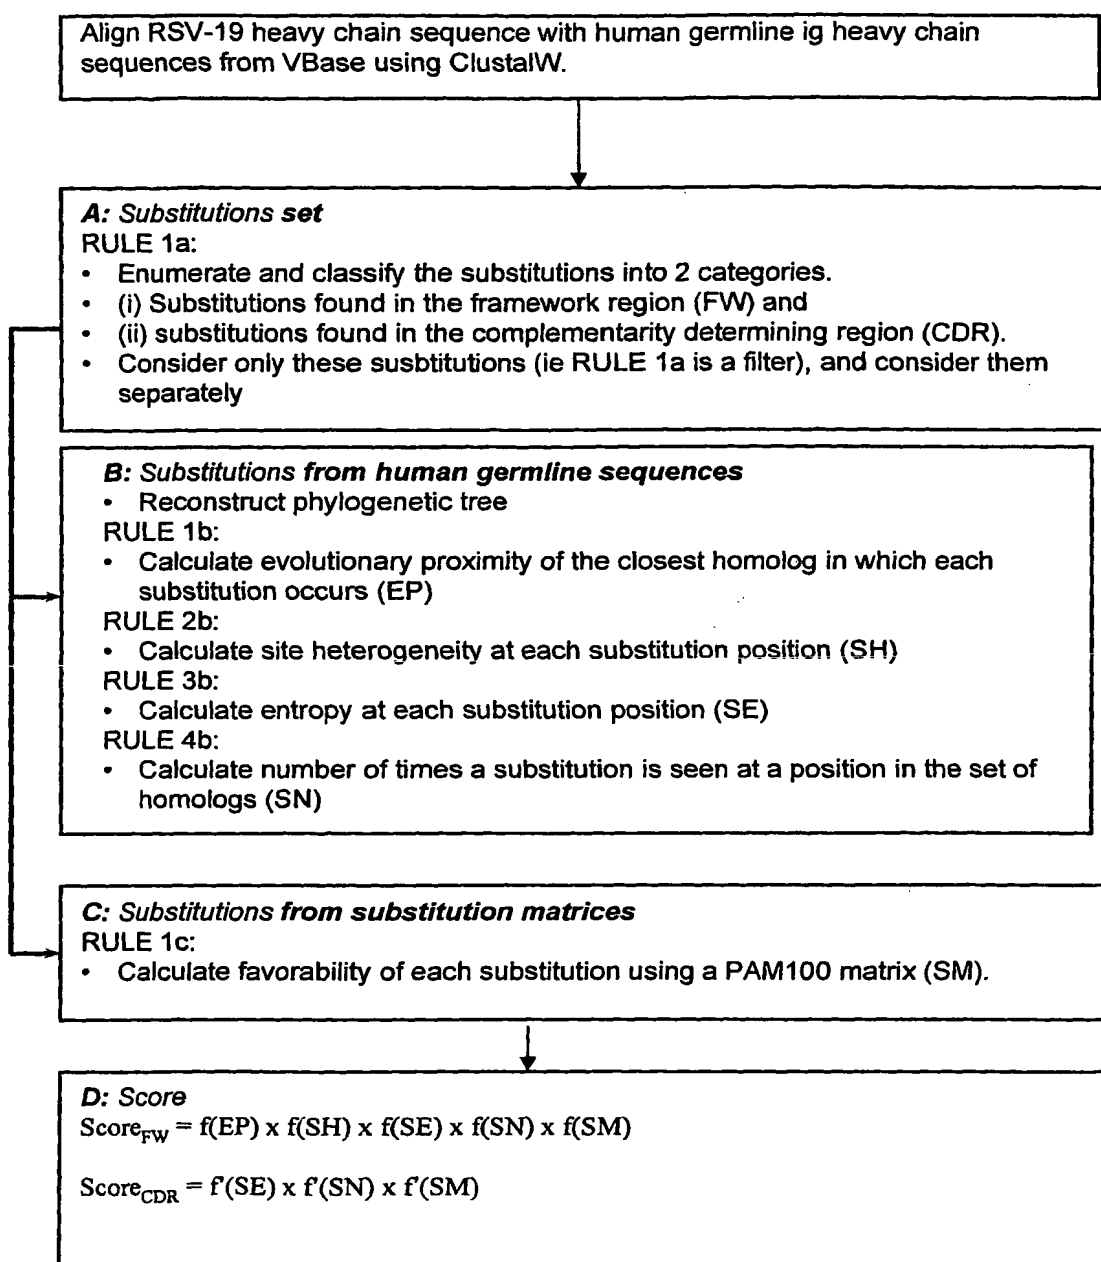 Align RSV-19 heavy chain sequence with human germline ig heavy chain
sequences from VBase using ClustalW.
A: Substitutions set
RULE 1a:
• Enumerate and classify the substitutions into 2 categories.
• (i) Substitutions found in the framework region (FW) and
• (ii) substitutions found in the complementarity determining region (CDR).
• Consider only these susbtitutions (ie RULE 1a is a filter), and consider them
separately
B: Substitutions from human germline sequences
• Reconstruct phylogenetic tree
RULE 1b:
• Calculate evolutionary proximity of the closest homolog in which each
substitution occurs (EP)
RULE 2b:
• Calculate site heterogeneity at each substitution position (SH)
RULE 3b:
• Calculate entropy at each substitution position (SE)
RULE 4b:
• Calculate number of times a substitution is seen at a position in the set of
homologs (SN)
C: Substitutions from substitution matrices
RULE 1c:
• Calculate favorability of each substitution using a PAM100 matrix (SM).
D: Score
Score_FW = f(EP) x f(SH) x f(SE) x f(SN) x f(SM)
Score_CDR = f'(SE) x f'(SN) x f'(SM)